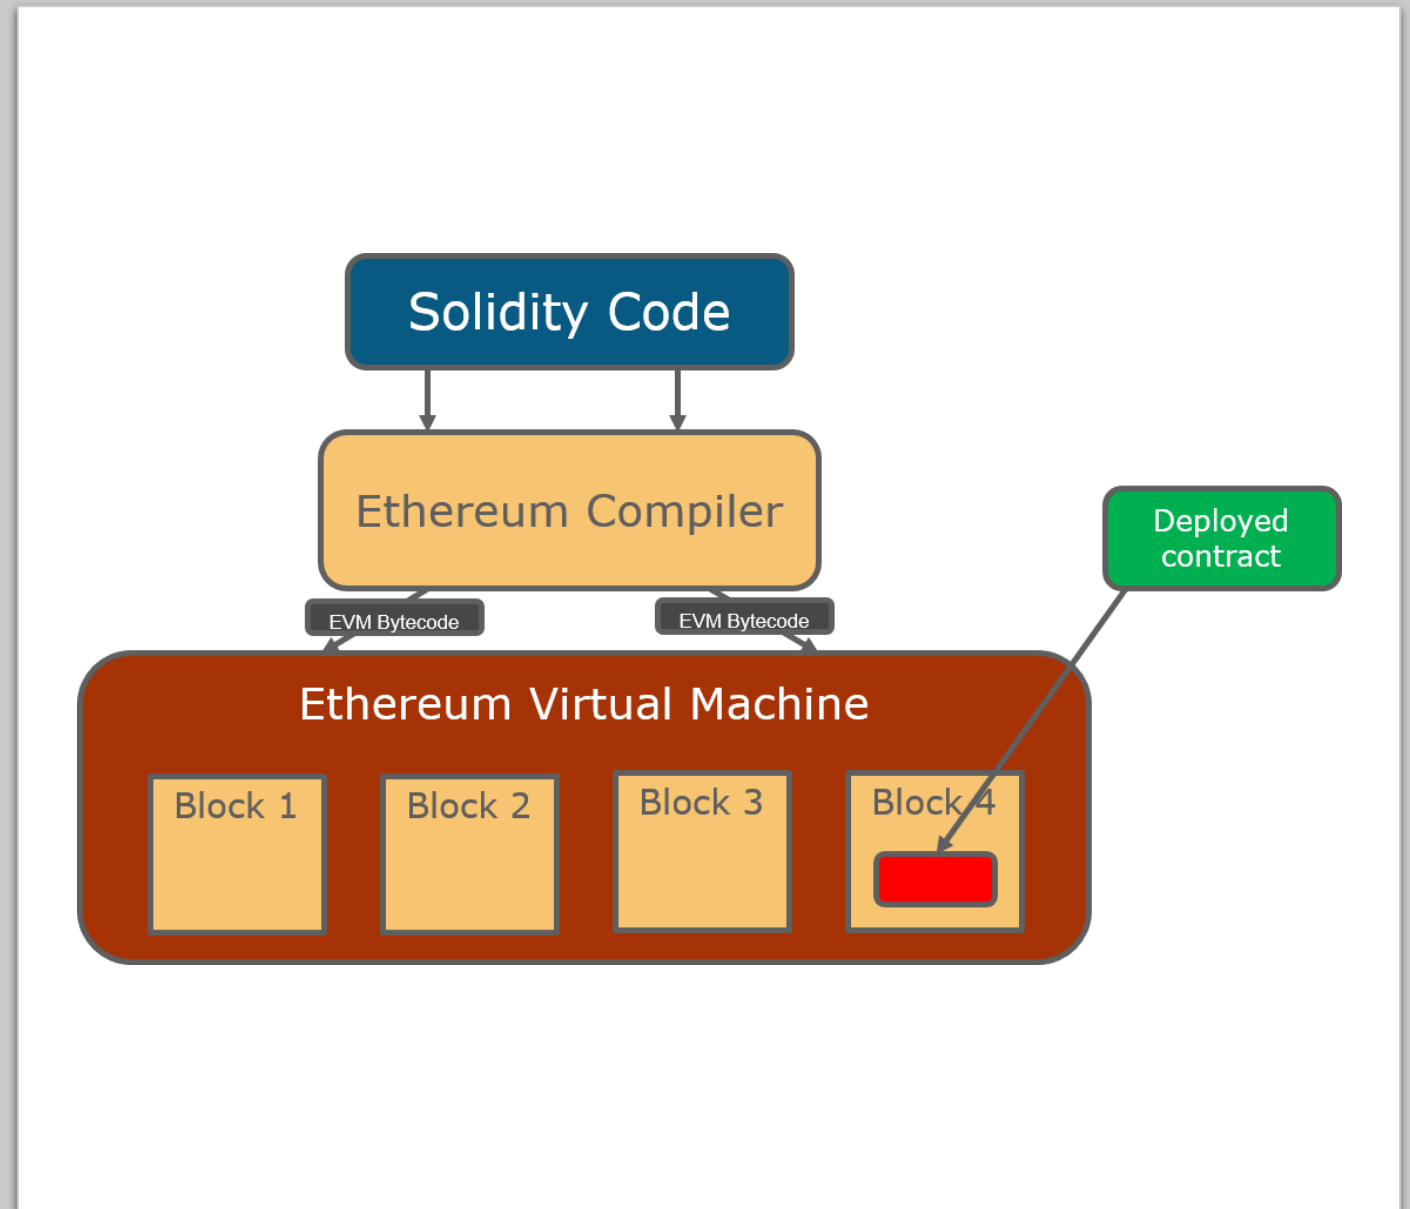 Solidity Code
Ethereum Compiler
Deployed
contract
EVM Bytecode
EVM Bytecode
Ethereum Virtual Machine
Block 1
Block 2
Block 3
Block 4